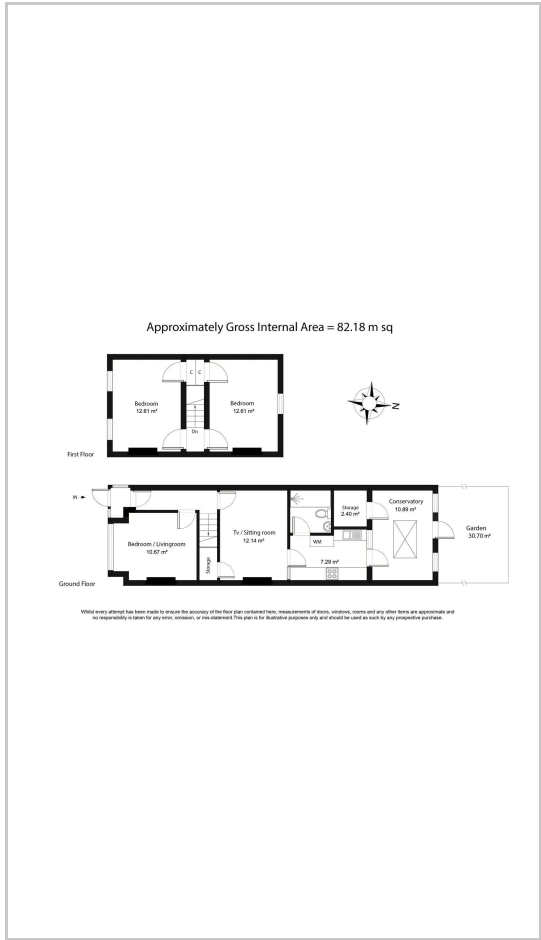 Approximately Gross Internal Area = 82.18 m sq
C C
Bedroom
12.61 m²
Bedroom
12.61 m²
Dn
N
First Floor
IN
Storage
2.40 m²
Conservatory
10.89 m²
Tv / Sitting room
12.14 m²
Garden
30.70 m²
Bedroom / Livingroom
10.67 m²
WM
Storage
7.29 m²
Ground Floor
Whilst every attempt has been made to ensure the accuracy of the floor plan contained here, measurements of doors, windows, rooms and any other items are approximate and
no responsibility is taken for any error, omission, or mis-statement.This plan is for illustrative purposes only and should be used as such by any prospective purchase.